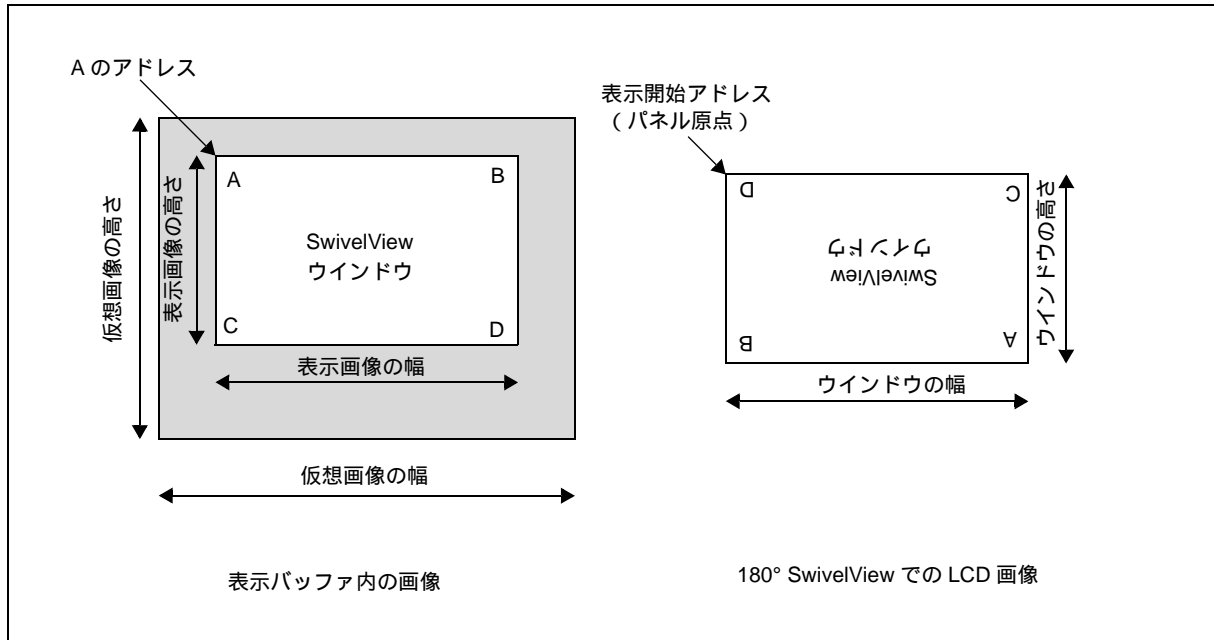 A のアドレス
仮想画像の高さ
表示画像の高さ
A
B
SwivelView
ウインドウ
C
D
表示画像の幅
仮想画像の幅
表示バッファ内の画像
表示開始アドレス
( パネル原点 )
D
C
ウインドウ
SwivelView
B
A
ウインドウの高さ
ウインドウの幅
180° SwivelView での LCD 画像